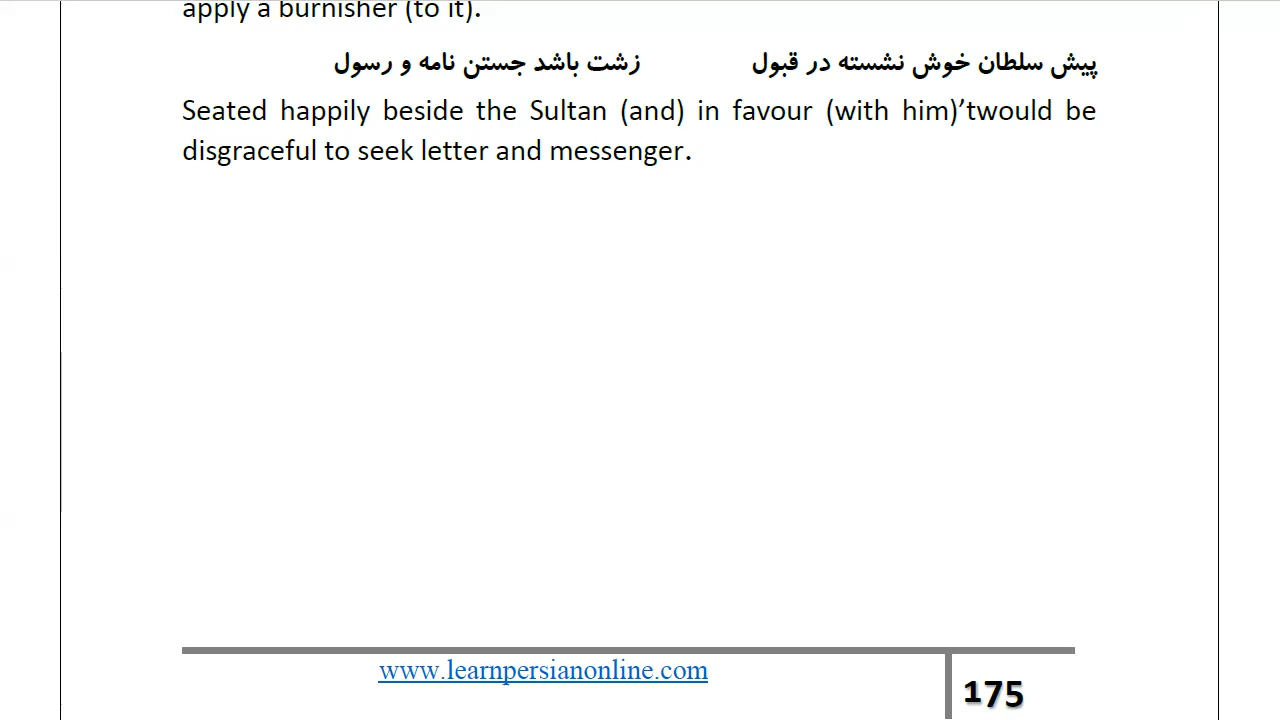 apply a burnisher (to it).
پیش سلطان خوش نشسته در قبول زشت باشد جستن نامه و رسول
Seated happily beside the Sultan (and) in favour (with him)’twould be
disgraceful to seek letter and messenger.
www.learnpersianonline.com
175